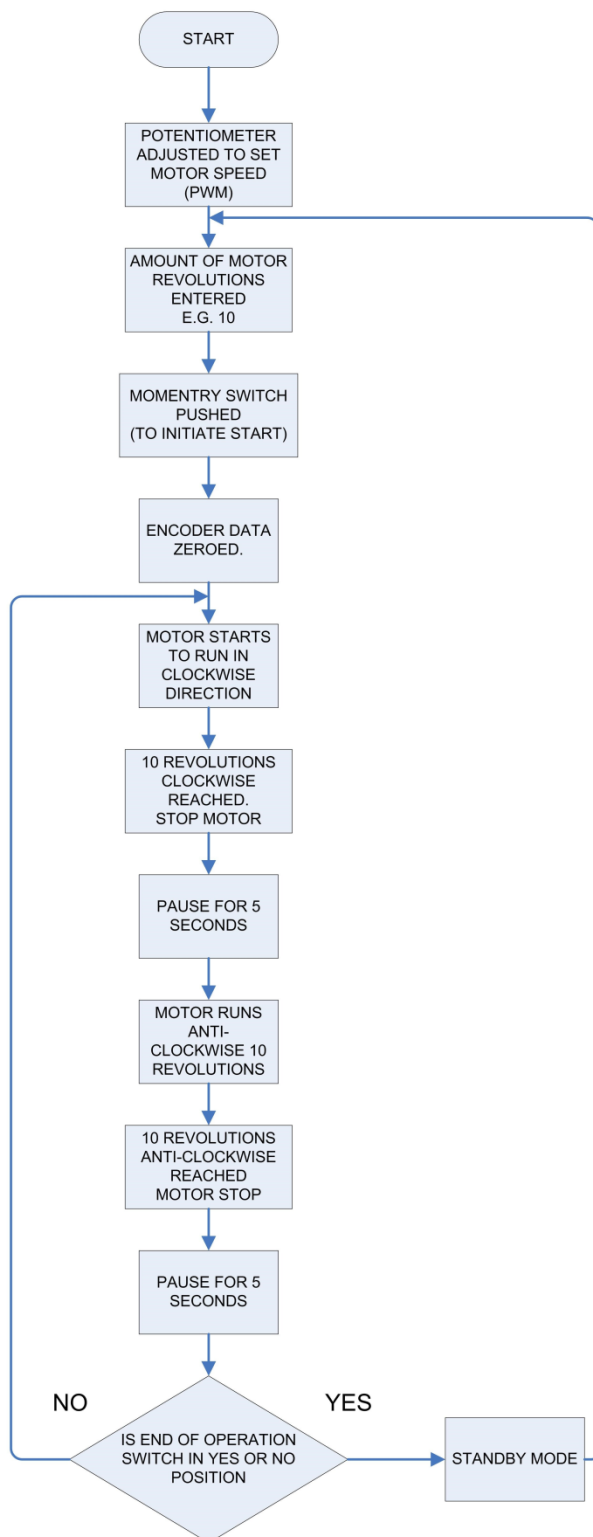 START
POTENTIOMETER
ADJUSTED TO SET
MOTOR SPEED
(PWM)
AMOUNT OF MOTOR
REVOLUTIONS
ENTERED
E.G. 10
MOMENTRY SWITCH
PUSHED
(TO INITIATE START)
ENCODER DATA
ZEROED.
MOTOR STARTS
TO RUN IN
CLOCKWISE
DIRECTION
10 REVOLUTIONS
CLOCKWISE
REACHED.
STOP MOTOR
PAUSE FOR 5
SECONDS
MOTOR RUNS
ANTI-
CLOCKWISE 10
REVOLUTIONS
10 REVOLUTIONS
ANTI-CLOCKWISE
REACHED
MOTOR STOP
PAUSE FOR 5
SECONDS
NO
YES
IS END OF OPERATION
SWITCH IN YES OR NO
POSITION
STANDBY MODE